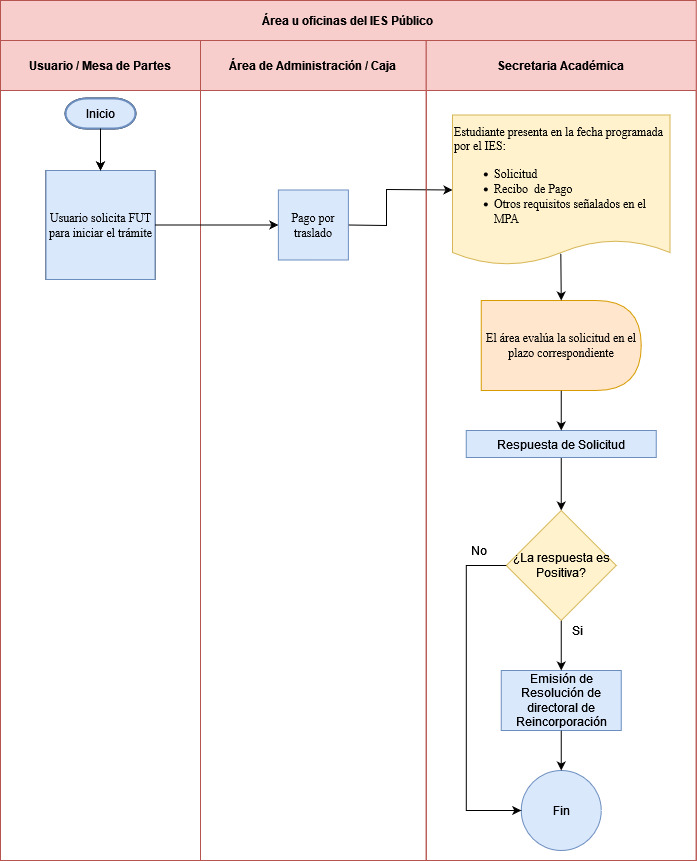 Área u oficinas del IES Público
Usuario / Mesa de Partes
Área de Administración / Caja
Secretaria Académica
Inicio
Usuario solicita FUT
para iniciar el trámite
Pago por
traslado
Estudiante presenta en la fecha programada
por el IES:
• Solicitud
• Recibo de Pago
• Otros requisitos señalados en el
MPA
El área evalúa la solicitud en el
plazo correspondiente
Respuesta de Solicitud
¿La respuesta es
Positiva?
No
Si
Emisión de
Resolución de
directoral de
Reincorporación
Fin